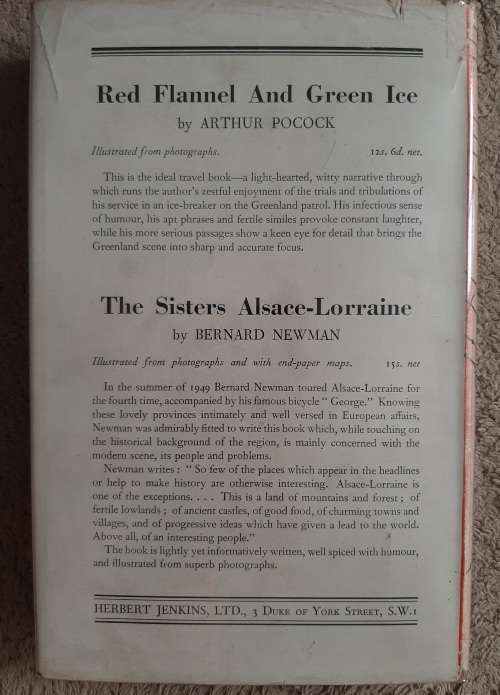 Red Flannel And Green Ice
by ARTHUR POCOCK
Illustrated from photographs. 12s. 6d. net.
This is the ideal travel book—a light-hearted, witty narrative through
which runs the author's zestful enjoyment of the trials and tribulations of
his service in an ice-breaker on the Greenland patrol. His infectious sense
of humour, his apt phrases and fertile similes provoke constant laughter,
while his more serious passages show a keen eye for detail that brings the
Greenland scene into sharp and accurate focus.
The Sisters Alsace-Lorraine
by BERNARD NEWMAN
Illustrated from photographs and with end-paper maps. 15s. net
In the summer of 1949 Bernard Newman toured Alsace-Lorraine for
the fourth time, accompanied by his famous bicycle " George." Knowing
these lovely provinces intimately and well versed in European affairs,
Newman was admirably fitted to write this book which, while touching on
the historical background of the region, is mainly concerned with the
modern scene, its people and problems.
Newman writes : " So few of the places which appear in the headlines
or help to make history are otherwise interesting. Alsace-Lorraine is
one of the exceptions. . . . This is a land of mountains and forest ; of
fertile lowlands ; of ancient castles, of good food, of charming towns and
villages, and of progressive ideas which have given a lead to the world.
Above all, of an interesting people."
The book is lightly yet informatively written, well spiced with humour,
and illustrated from superb photographs.
HERBERT JENKINS, LTD., 3 DUKE OF YORK STREET, S.W.1